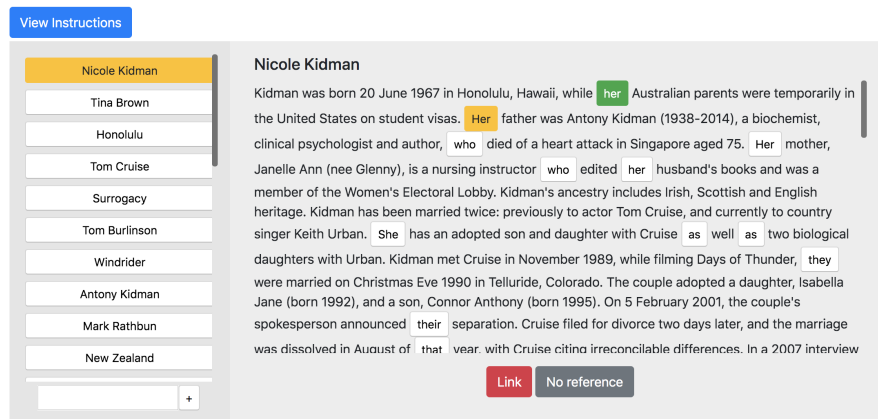 View Instructions
Nicole Kidman
Tina Brown
Honolulu
Tom Cruise
Surrogacy
Tom Burlinson
Windrider
Antony Kidman
Mark Rathbun
New Zealand
+
Nicole Kidman
Kidman was born 20 June 1967 in Honolulu, Hawaii, while her Australian parents were temporarily in
the United States on student visas. Her father was Antony Kidman (1938-2014), a biochemist,
clinical psychologist and author, who died of a heart attack in Singapore aged 75. Her mother,
Janelle Ann (nee Glenny), is a nursing instructor who edited her husband's books and was a
member of the Women's Electoral Lobby. Kidman's ancestry includes Irish, Scottish and English
heritage. Kidman has been married twice: previously to actor Tom Cruise, and currently to country
singer Keith Urban. She has an adopted son and daughter with Cruise as well as two biological
daughters with Urban. Kidman met Cruise in November 1989, while filming Days of Thunder, they
were married on Christmas Eve 1990 in Telluride, Colorado. The couple adopted a daughter, Isabella
Jane (born 1992), and a son, Connor Anthony (born 1995). On 5 February 2001, the couple's
spokesperson announced their separation. Cruise filed for divorce two days later, and the marriage
was dissolved in August of that year, with Cruise citing irreconcilable differences. In a 2007 interview
Link
No reference